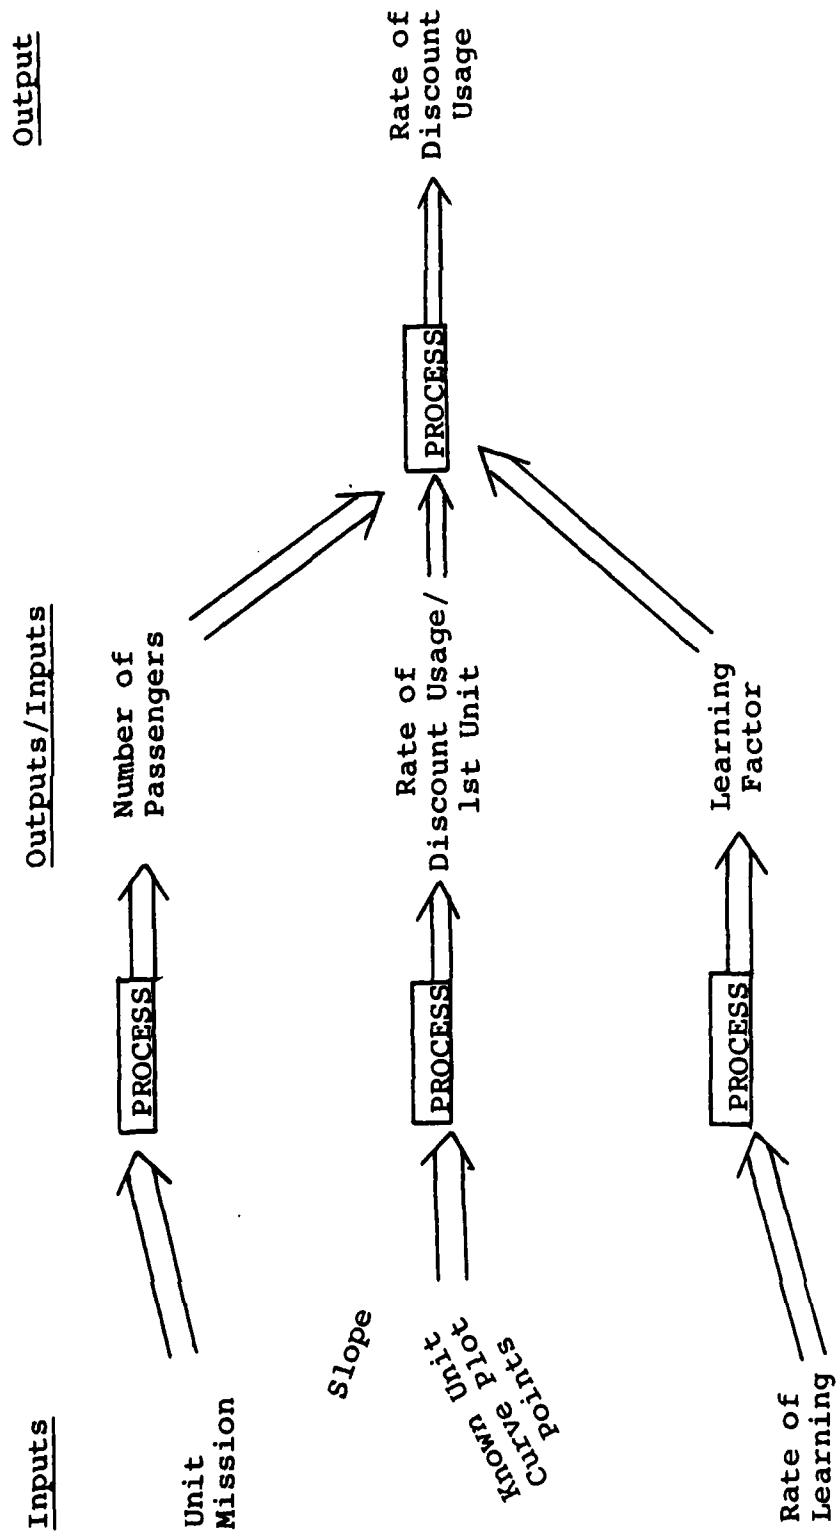 Inputs
Outputs/Inputs
Output
Unit
Mission
PROCESS
Number of
Passengers
Slope
Known Unit
Curve Plot
Points
PROCESS
Rate of
Discount Usage/
1st Unit
PROCESS
Rate of
Discount
Usage
Rate of
Learning
PROCESS
Learning
Factor